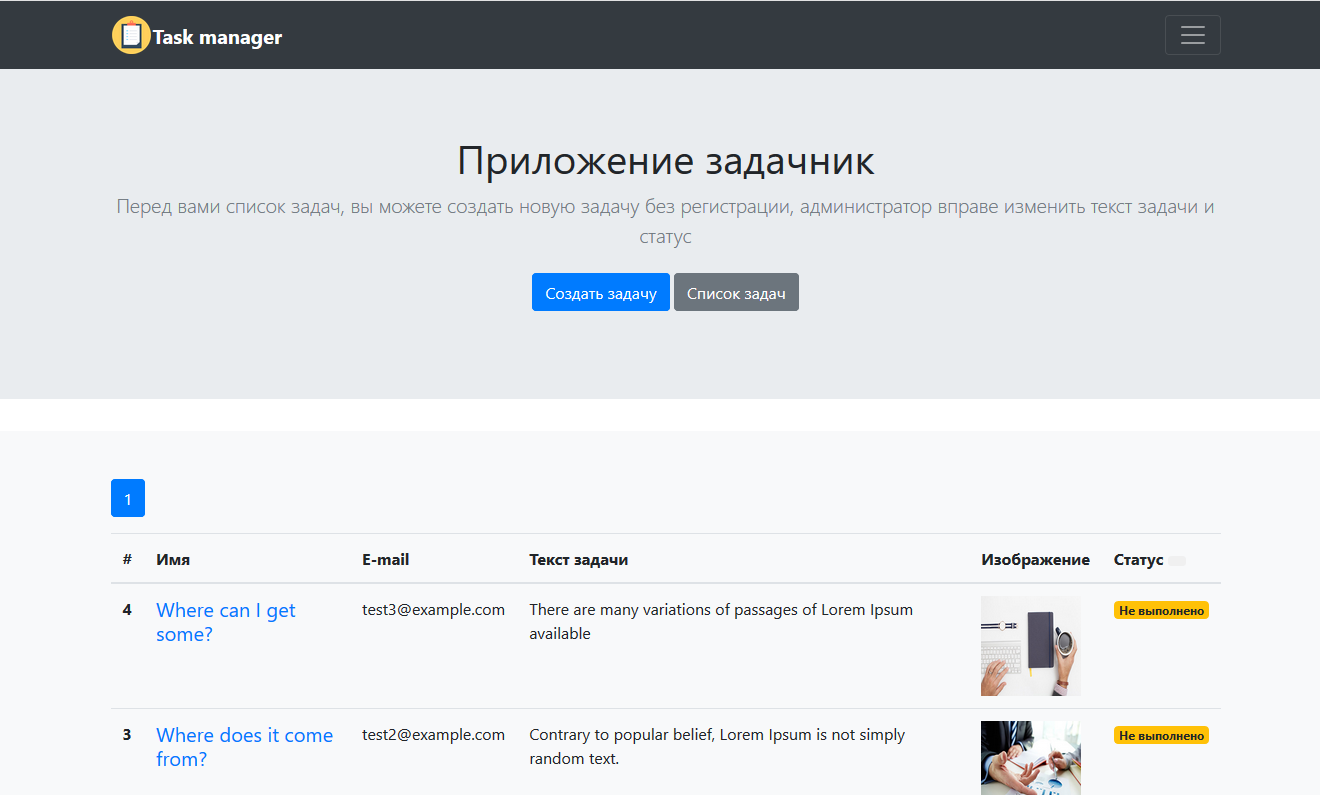 Task manager
Приложение задачник
Перед вами список задач, вы можете создать новую задачу без регистрации, администратор вправе изменить текст задачи и
статус
Создать задачу Список задач
1
# Имя E-mail Текст задачи Изображение Статус
4 Where can I get test3@example.com There are many variations of passages of Lorem Ipsum Не выполнено
some? available
3 Where does it come test2@example.com Contrary to popular belief, Lorem Ipsum is not simply Не выполнено
from? random text.